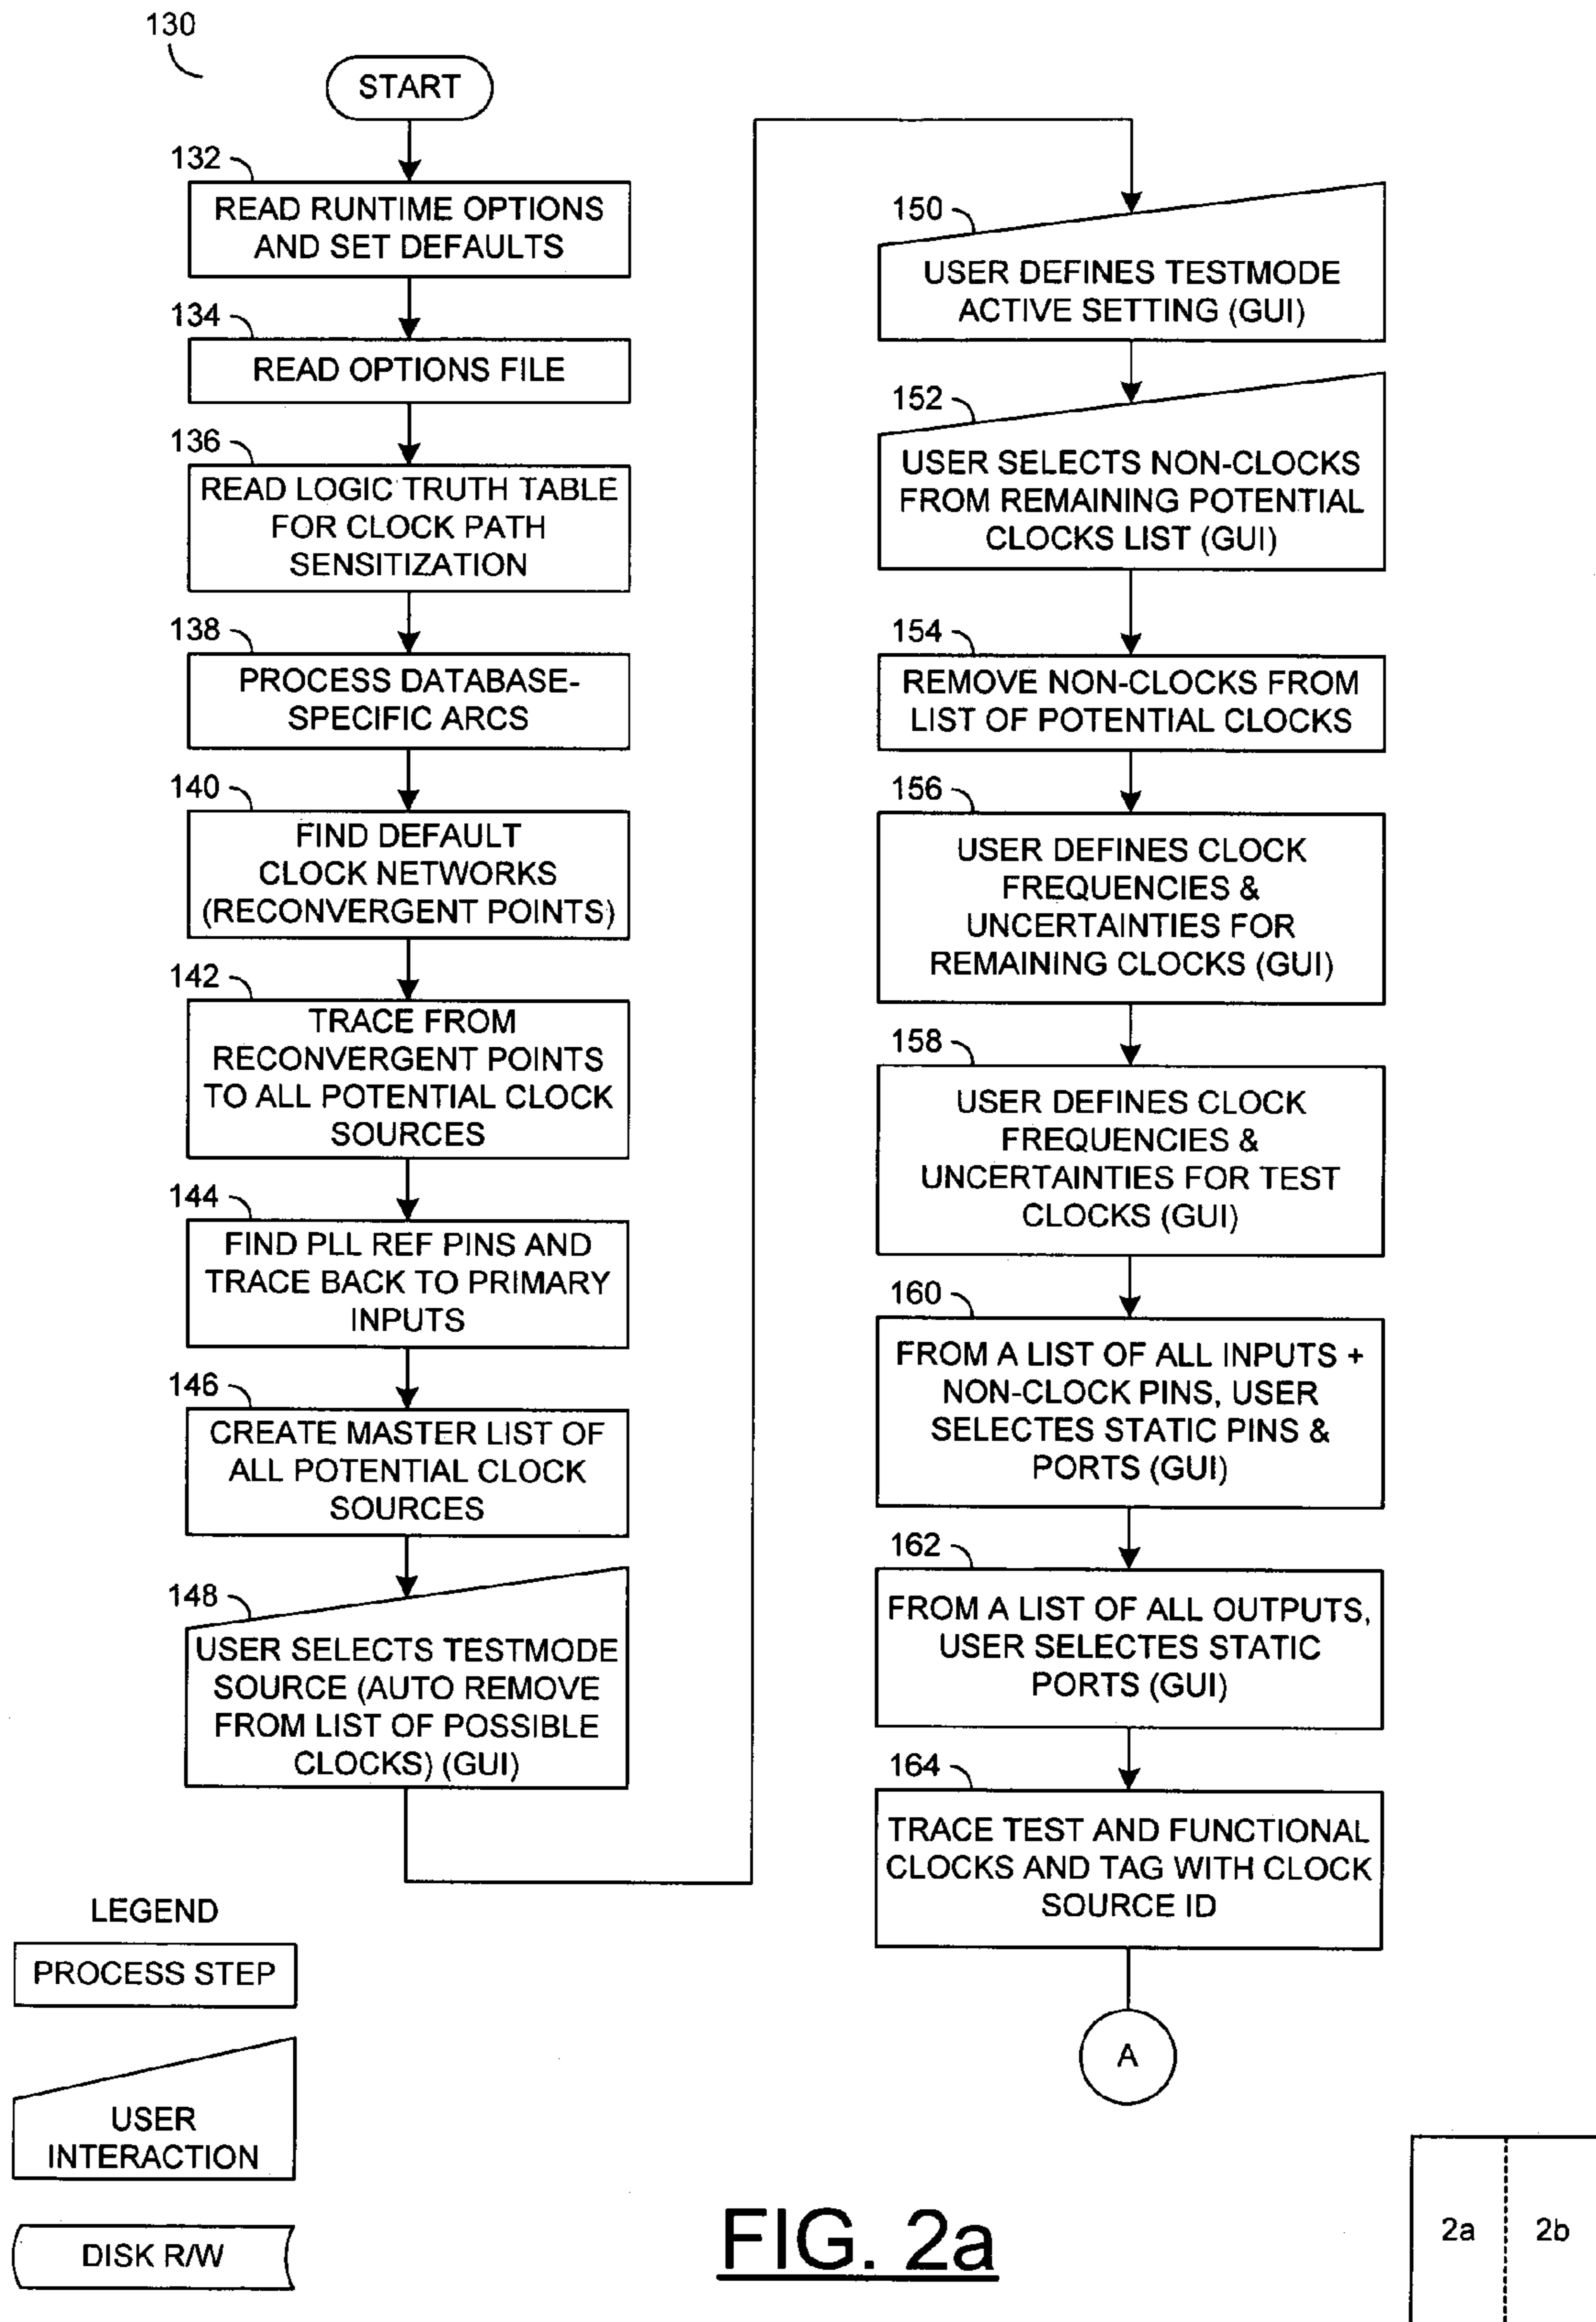 130
START
132
READ RUNTIME OPTIONS
AND SET DEFAULTS
134
READ OPTIONS FILE
136
READ LOGIC TRUTH TABLE
FOR CLOCK PATH
SENSITIZATION
138
PROCESS DATABASE-
SPECIFIC ARCS
140
FIND DEFAULT
CLOCK NETWORKS
(RECONVERGENT POINTS)
142
TRACE FROM
RECONVERGENT POINTS
TO ALL POTENTIAL CLOCK
SOURCES
144
FIND PLL REF PINS AND
TRACE BACK TO PRIMARY
INPUTS
146
CREATE MASTER LIST OF
ALL POTENTIAL CLOCK
SOURCES
148
USER SELECTS TESTMODE
SOURCE (AUTO REMOVE
FROM LIST OF POSSIBLE
CLOCKS) (GUI)
150
USER DEFINES TESTMODE
ACTIVE SETTING (GUI)
152
USER SELECTS NON-CLOCKS
FROM REMAINING POTENTIAL
CLOCKS LIST (GUI)
154
REMOVE NON-CLOCKS FROM
LIST OF POTENTIAL CLOCKS
156
USER DEFINES CLOCK
FREQUENCIES &
UNCERTAINTIES FOR
REMAINING CLOCKS (GUI)
158
USER DEFINES CLOCK
FREQUENCIES &
UNCERTAINTIES FOR TEST
CLOCKS (GUI)
160
FROM A LIST OF ALL INPUTS +
NON-CLOCK PINS, USER
SELECTES STATIC PINS &
PORTS (GUI)
162
FROM A LIST OF ALL OUTPUTS,
USER SELECTES STATIC
PORTS (GUI)
164
TRACE TEST AND FUNCTIONAL
CLOCKS AND TAG WITH CLOCK
SOURCE ID
A
LEGEND
PROCESS STEP
USER
INTERACTION
DISK R/W
FIG. 2a
2a
2b